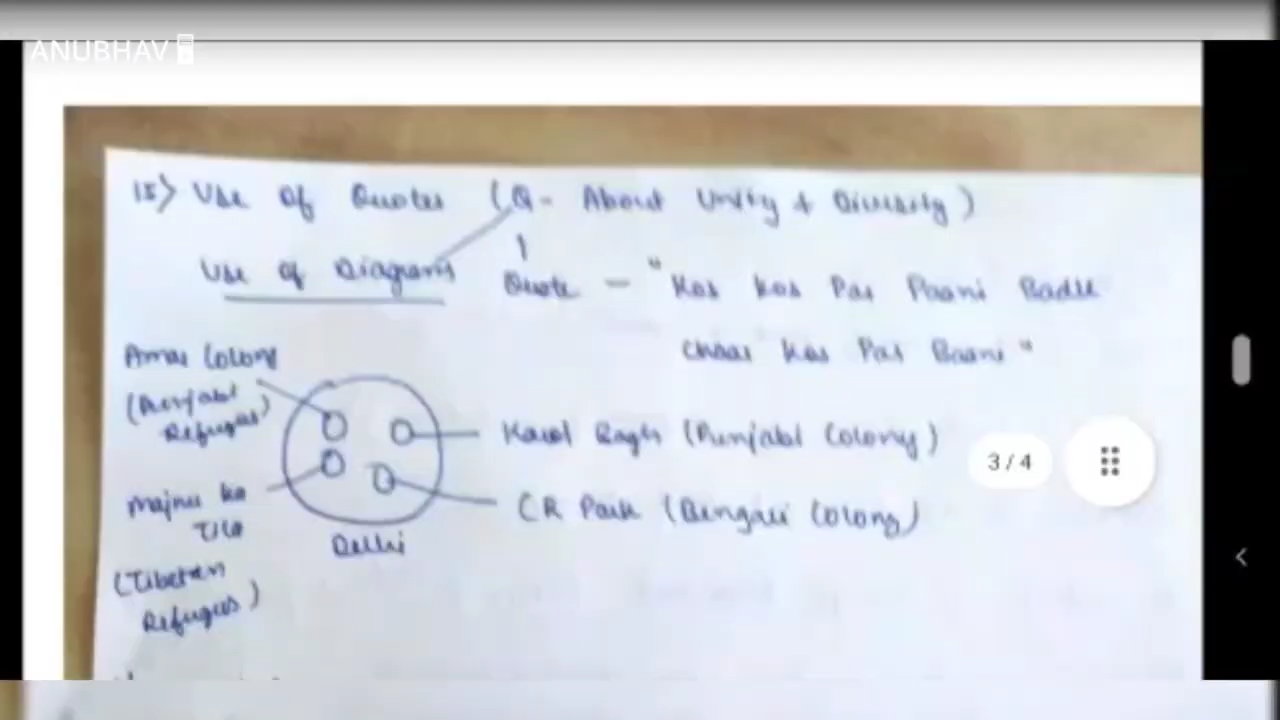 ANUBHAV
15) Use of Quotes (Q- About Unity & Diversity)
Use of Diagrams
Quote - "Kos Kos Par Paani Badle
Chaar Kos Par Baani"
Amar Colony
(Punjabi
Refugees)
Karol Bagh (Punjabi Colony)
3/4
Majnu ka
Tila
CR Park (Bengali Colony)
Delhi
(Tibetan
Refugees)